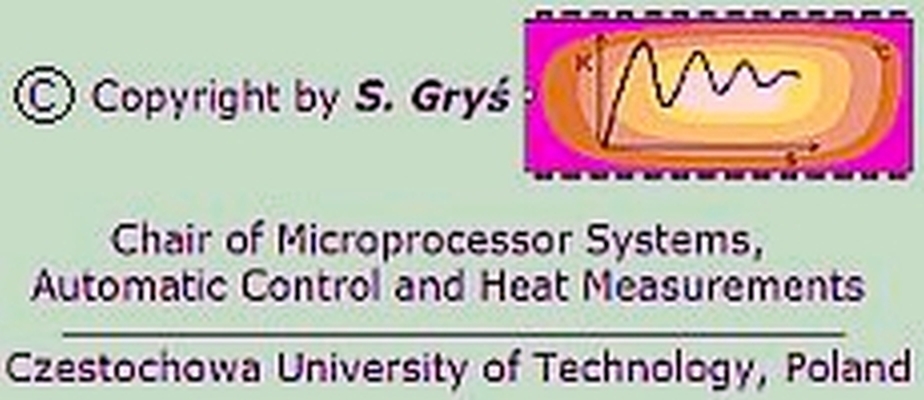 © Copyright by S. Gryś
Chair of Microprocessor Systems,
Automatic Control and Heat Measurements
Czestochowa University of Technology, Poland